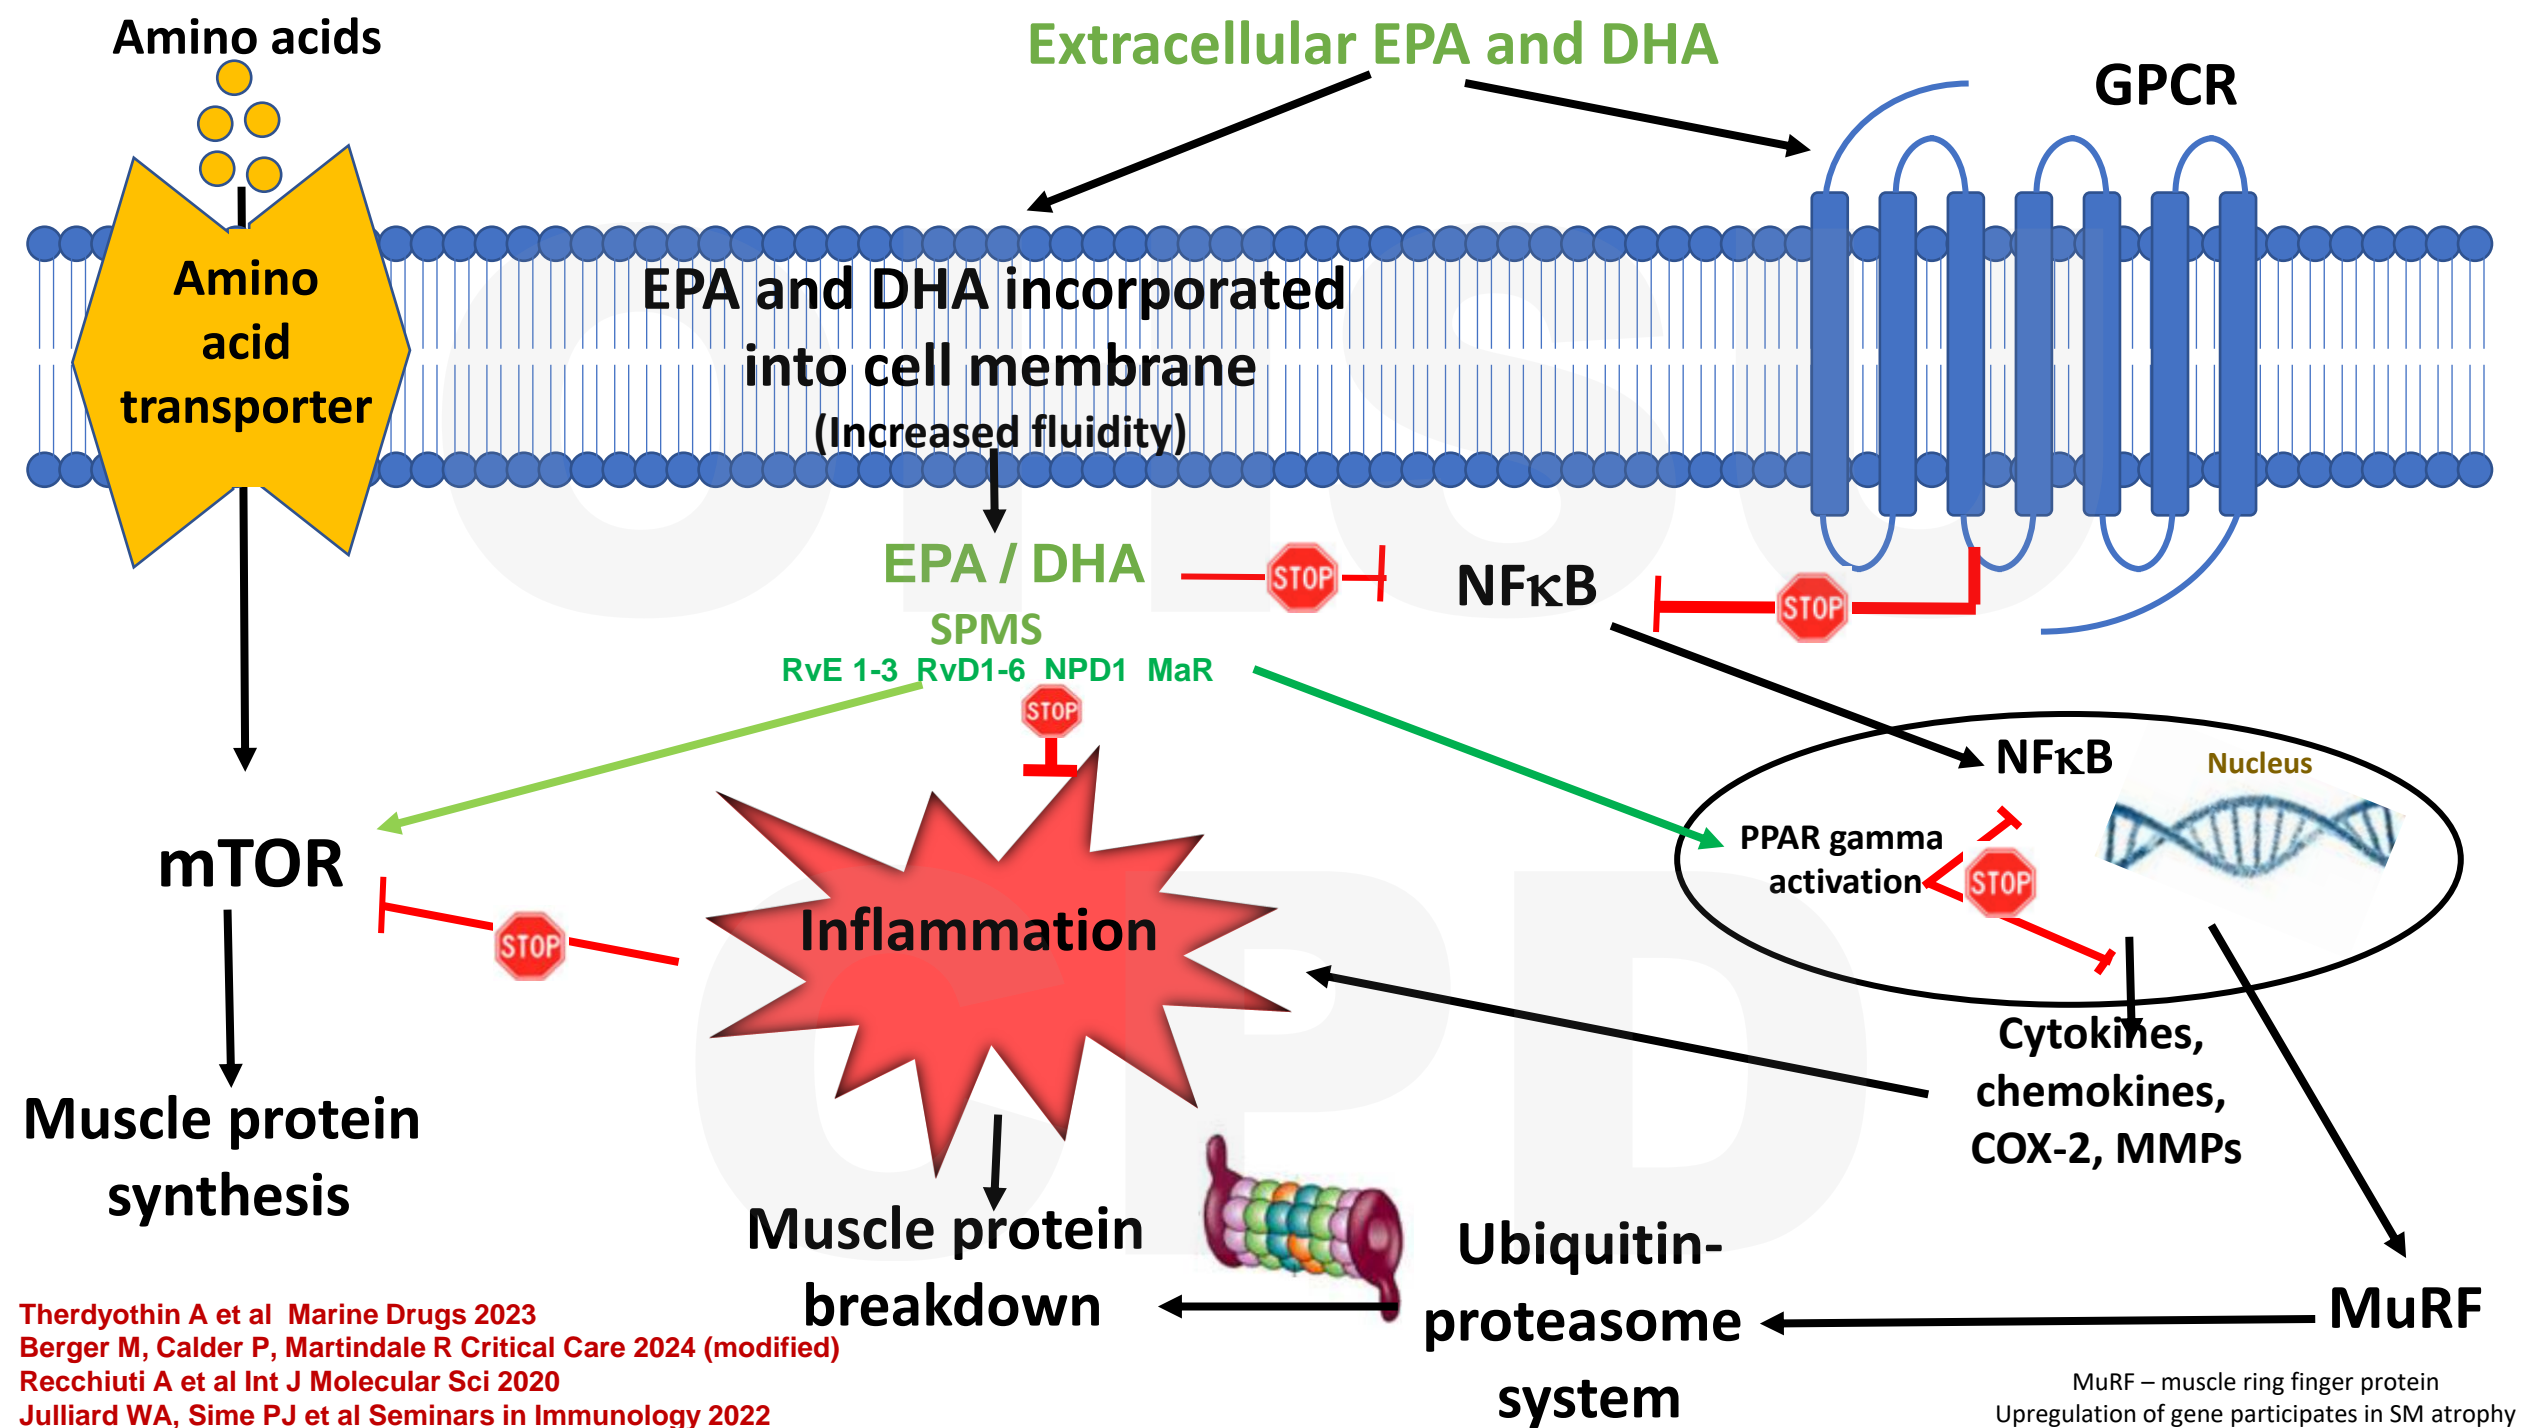 Amino acids
Extracellular EPA and DHA
GPCR
Amino
acid
transporter
EPA and DHA incorporated
into cell membrane
(Increased fluidity)
EPA / DHA
STOP
NFκB
STOP
SPMS
RvE 1-3 RvD1-6 NPD1 MaR
STOP
NFκB
Nucleus
PPAR gamma
activation
STOP
mTOR
STOP
Inflammation
Cytokines,
chemokines,
COX-2, MMPs
Muscle protein
synthesis
Muscle protein
breakdown
Ubiquitin-
proteasome
system
MuRF
Therdyothin A et al Marine Drugs 2023
Berger M, Calder P, Martindale R Critical Care 2024 (modified)
Recchiuti A et al Int J Molecular Sci 2020
Julliard WA, Sime PJ et al Seminars in Immunology 2022
MuRF – muscle ring finger protein
Upregulation of gene participates in SM atrophy
OHSU
CPD